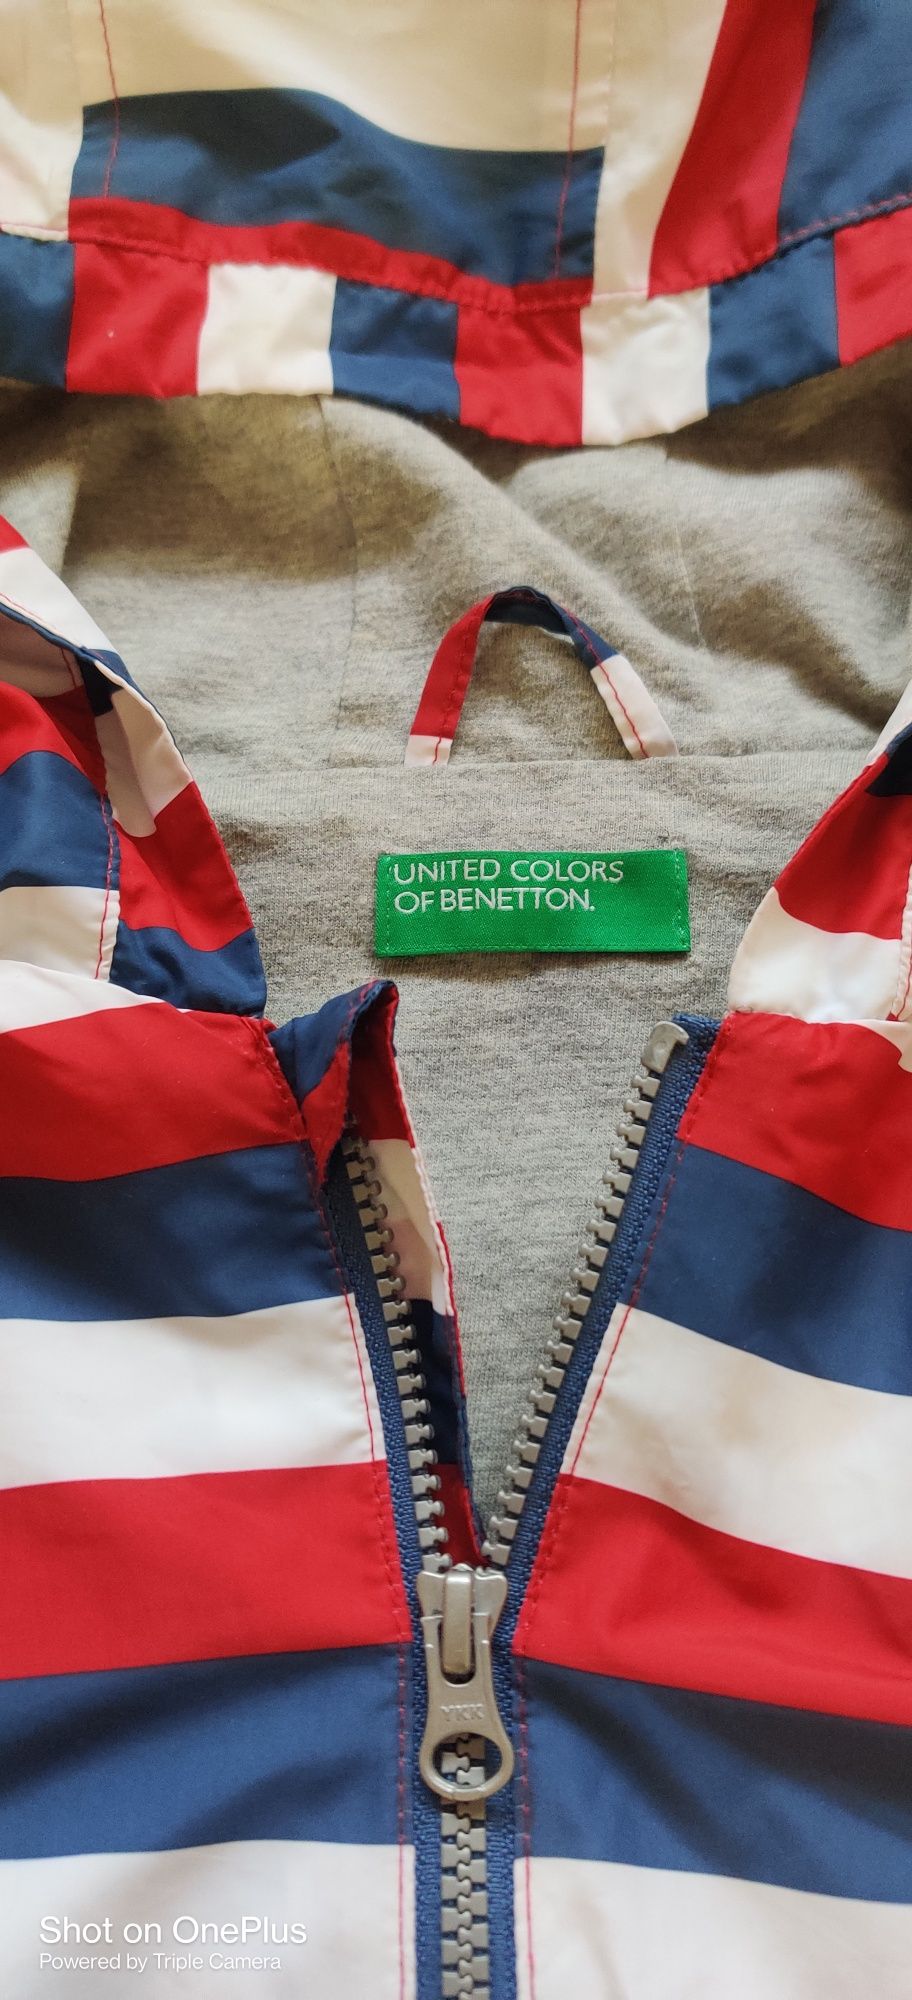 UNITED COLORS
OF BENETTON.
YKK
Shot on OnePlus
Powered by Triple Camera